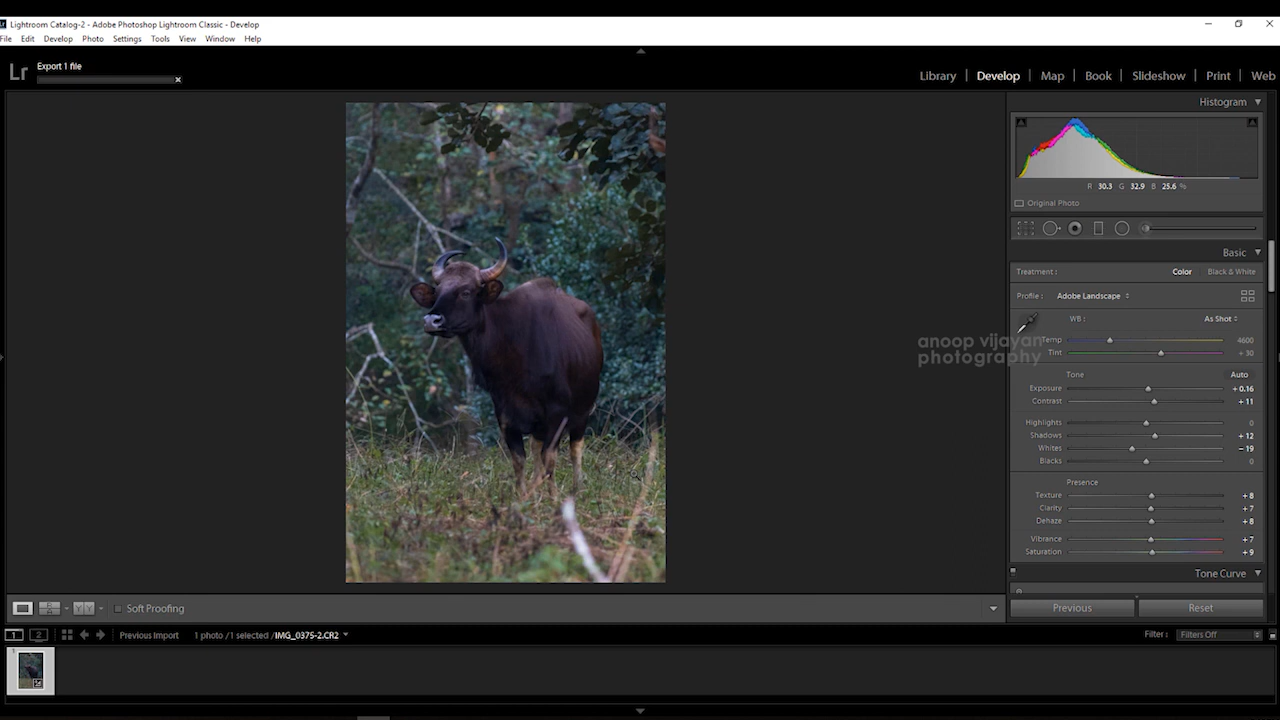 Lightroom Catalog-2 - Adobe Photoshop Lightroom Classic - Develop
File Edit Develop Photo Settings Tools View Window Help
Lr Export 1 file
Library | Develop | Map | Book | Slideshow | Print | Web
Histogram
R 30.3 G 32.9 B 25.6 %
Original Photo
Basic
Treatment : Color Black & White
Profile : Adobe Landscape
WB : As Shot
Temp 4600
Tint + 30
anoop vijayan
photography
Tone Auto
Exposure + 0.16
Contrast + 11
Highlights 0
Shadows + 12
Whites - 19
Blacks 0
Presence
Texture + 8
Clarity + 7
Dehaze + 8
Vibrance + 7
Saturation + 9
Tone Curve
Soft Proofing
Previous Reset
1 2 Previous Import 1 photo / 1 selected / IMG_0375-2.CR2 Filter : Filters Off